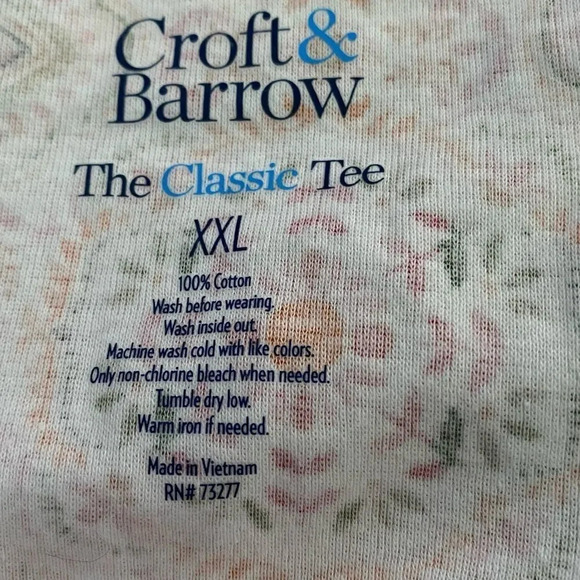 Croft &
Barrow
The Classic Tee
XXL
100% Cotton
Wash before wearing.
Wash inside out.
Machine wash cold with like colors.
Only non-chlorine bleach when needed.
Tumble dry low.
Warm iron if needed.
Made in Vietnam
RN# 73277